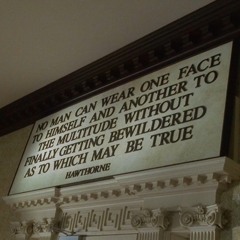 NO MAN CAN WEAR ONE FACE
TO HIMSELF AND ANOTHER TO
THE MULTITUDE WITHOUT
FINALLY GETTING BEWILDERED
AS TO WHICH MAY BE TRUE
HAWTHORNE